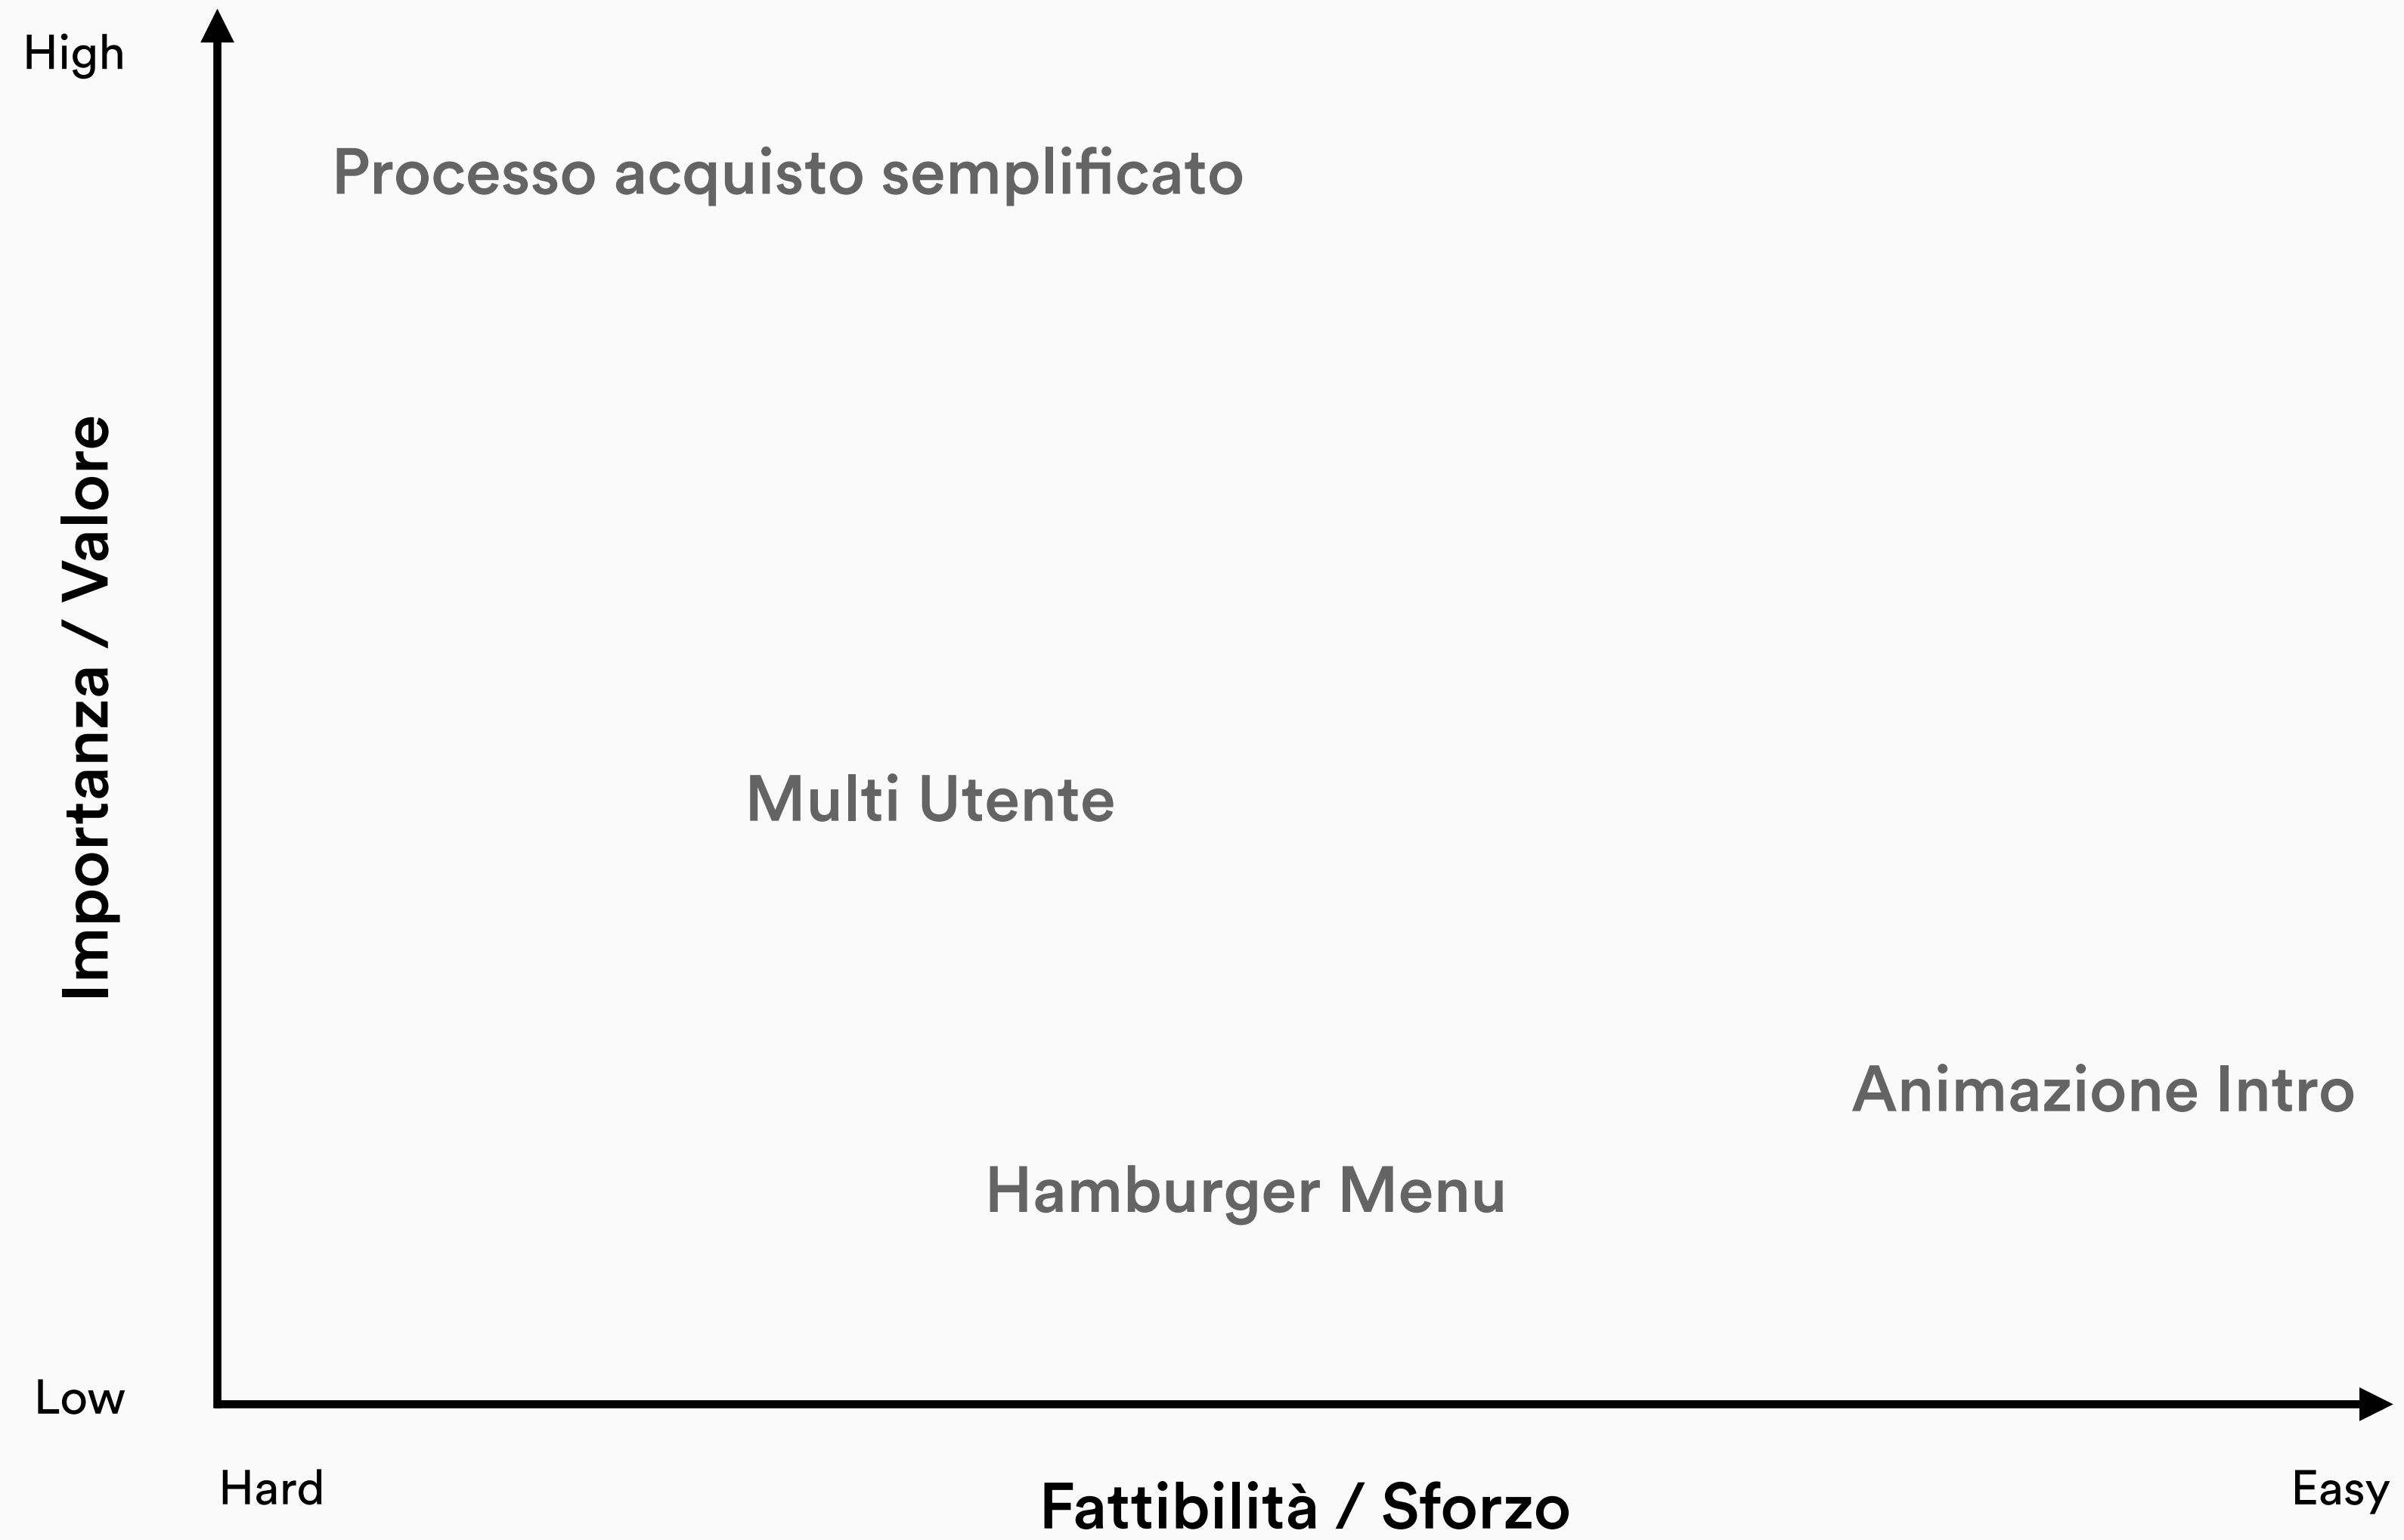 High
Processo acquisto semplificato
Importanza / Valore
Multi Utente
Animazione Intro
Hamburger Menu
Low
Hard
Fattibilità / Sforzo
Easy